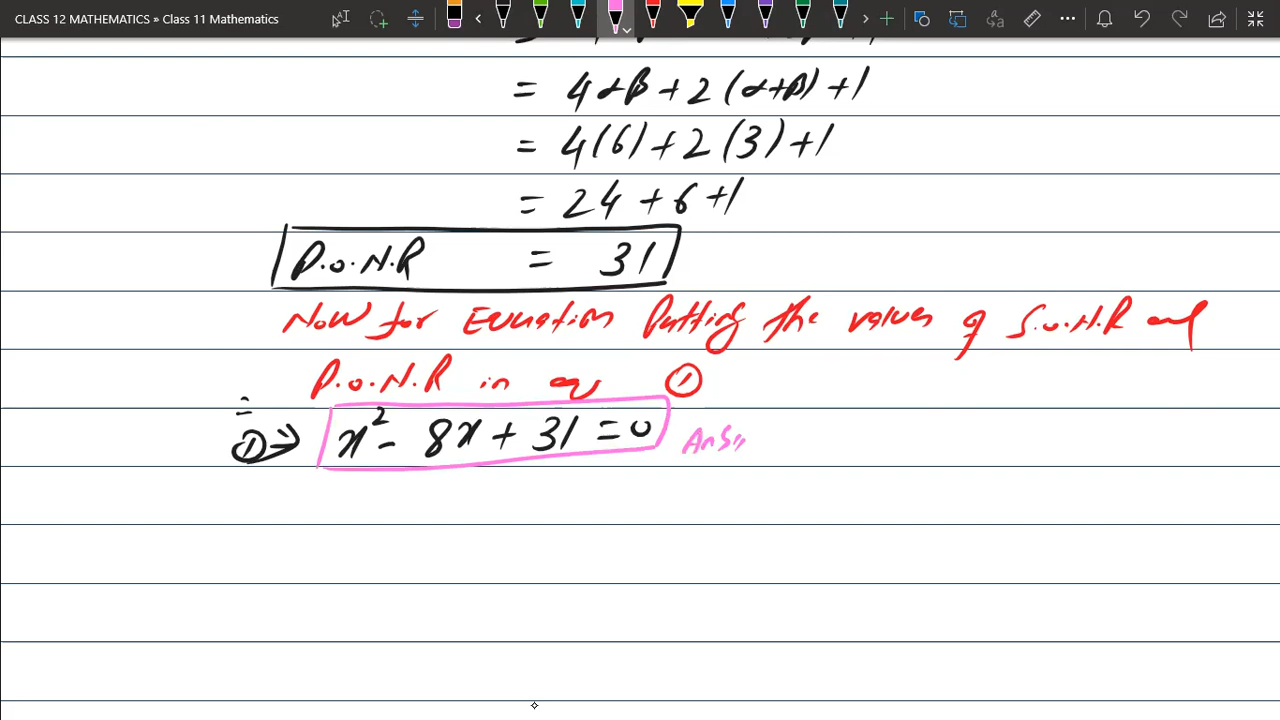 CLASS 12 MATHEMATICS » Class 11 Mathematics
= 4αβ + 2(α+β) + 1
= 4(6) + 2(3) + 1
= 24 + 6 + 1
P.o.N.R = 31
Now for Equation Putting the values of S.o.N.R and
P.o.N.R in eq ①
① ⇒ x² - 8x + 31 = 0 Ans